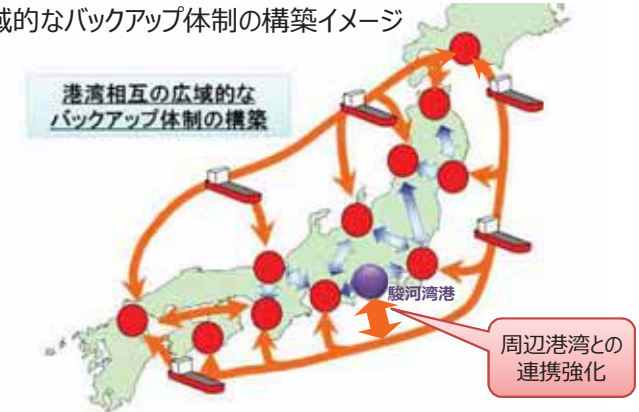 域的なバックアップ体制の構築イメージ
港湾相互の広域的な
バックアップ体制の構築
駿河湾港
周辺港湾との
連携強化